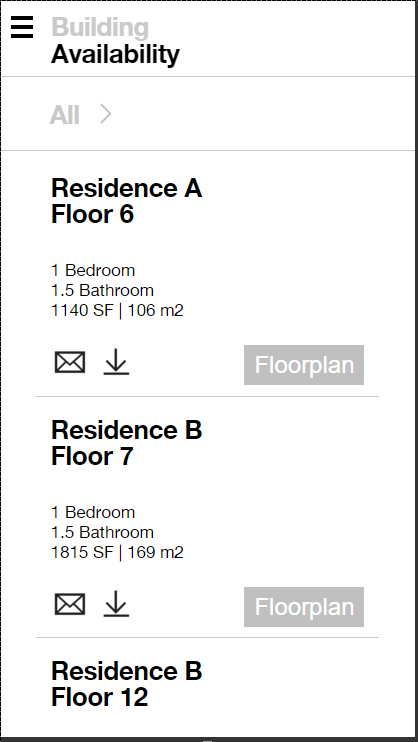 Building
Availability
All
Residence A
Floor 6
1 Bedroom
1.5 Bathroom
1140 SF | 106 m2
Floorplan
Residence B
Floor 7
1 Bedroom
1.5 Bathroom
1815 SF | 169 m2
Floorplan
Residence B
Floor 12